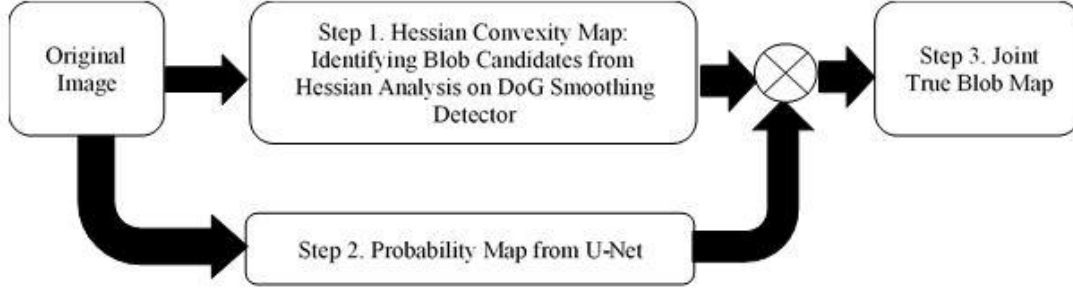 Original
Image
Step 1. Hessian Convexity Map:
Identifying Blob Candidates from
Hessian Analysis on DoG Smoothing
Detector
Step 3. Joint
True Blob Map
Step 2. Probability Map from U-Net